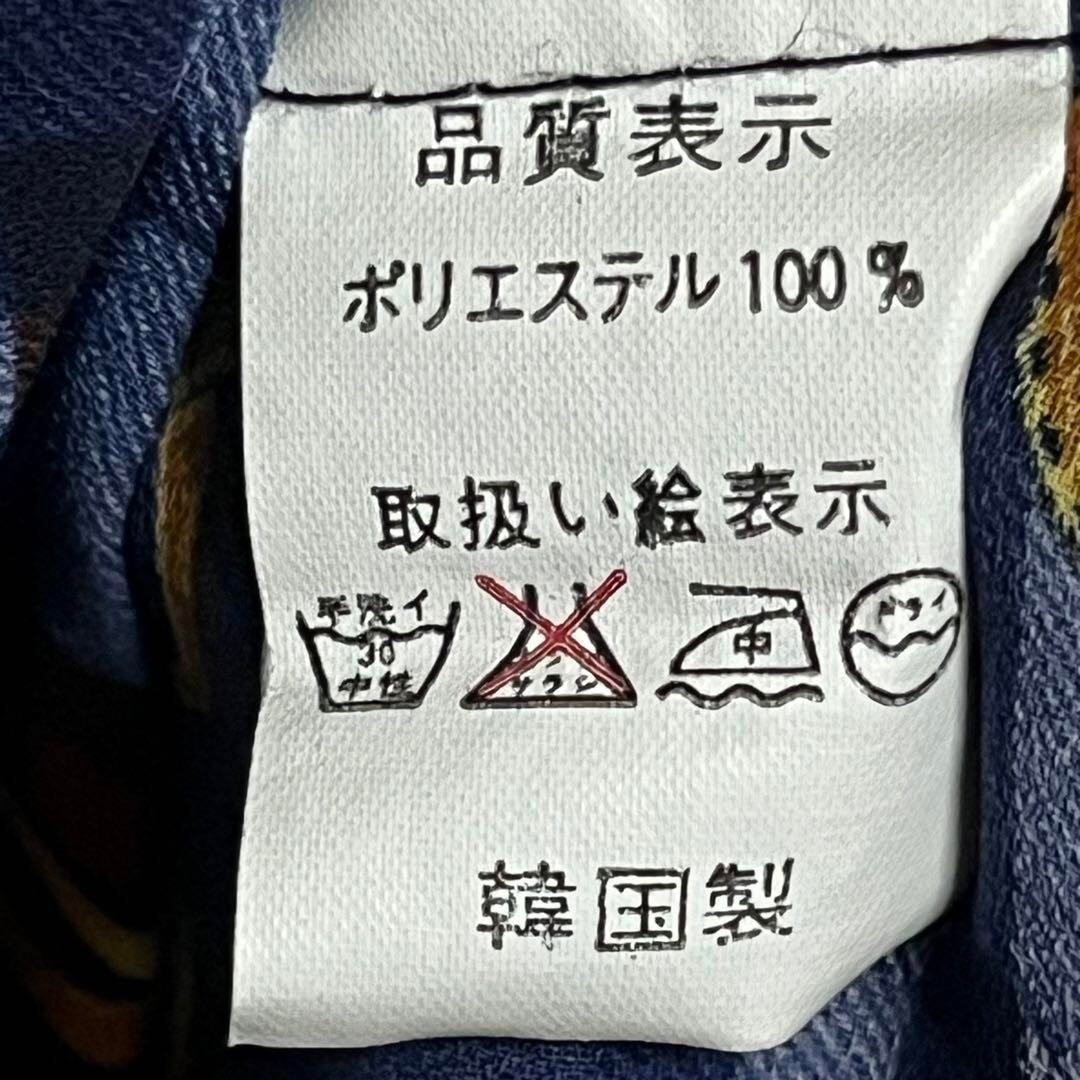 品質表示
ポリエステル100%
取扱い絵表示
手洗イ 30 中性
エンソサラシ
中
ドライ
韓国製